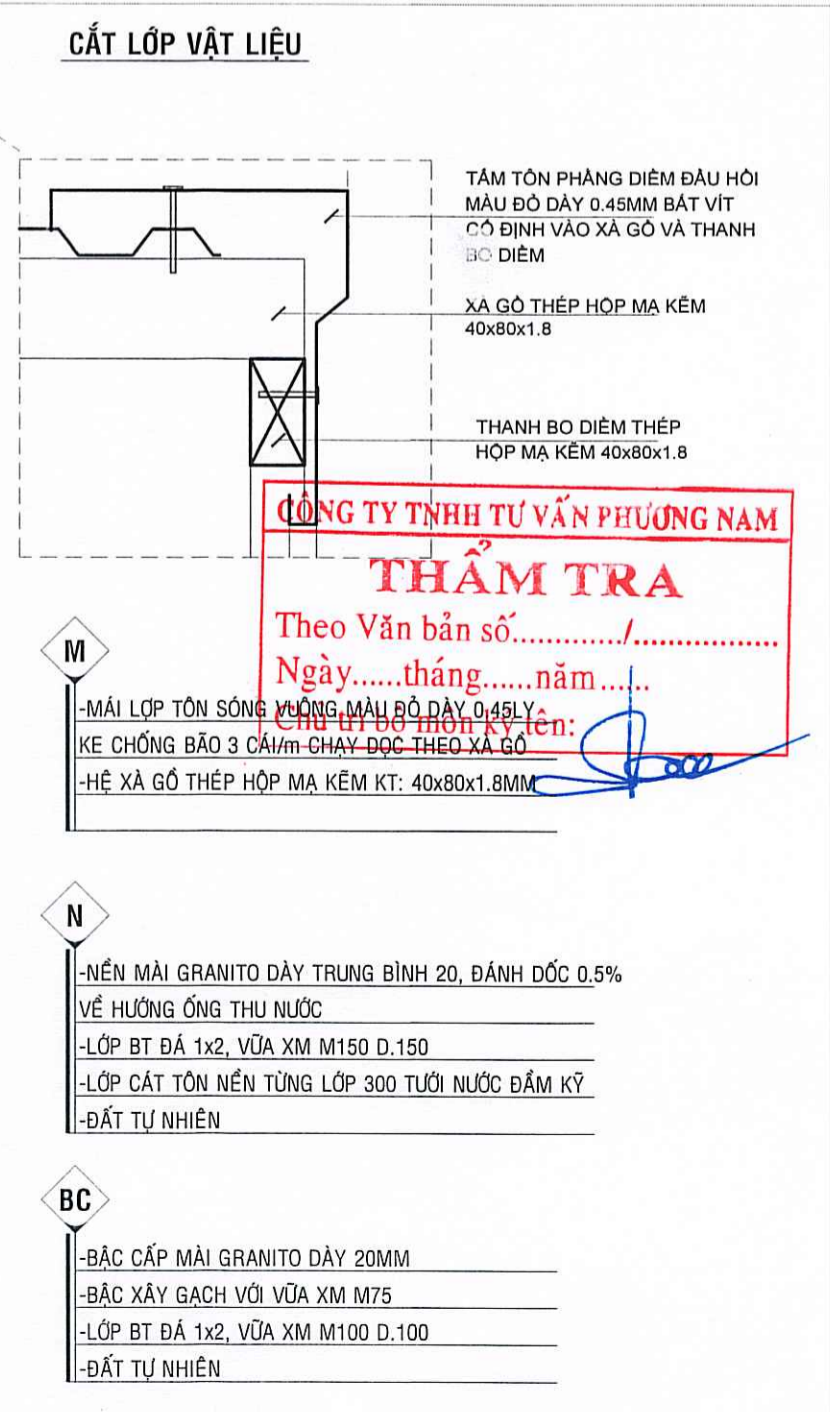 CẮT LỚP VẬT LIỆU
TẤM TÔN PHẲNG DIỀM ĐẦU HỒI
MÀU ĐỎ DÀY 0.45MM BẮT VÍT
CỐ ĐỊNH VÀO XÀ GỒ VÀ THANH
BO DIỀM
XÀ GỒ THÉP HỘP MẠ KẼM
40x80x1.8
THANH BO DIỀM THÉP
HỘP MẠ KẼM 40x80x1.8
CÔNG TY TNHH TƯ VẤN PHƯƠNG NAM
THẨM TRA
Theo Văn bản số............./.................
Ngày......tháng......năm......
Chủ trì bộ môn ký tên:
M
-MÁI LỢP TÔN SÓNG VUÔNG MÀU ĐỎ DÀY 0.45LY
KE CHỐNG BÃO 3 CÁI/m CHẠY DỌC THEO XÀ GỒ
-HỆ XÀ GỒ THÉP HỘP MẠ KẼM KT: 40x80x1.8MM
N
-NỀN MÀI GRANITO DÀY TRUNG BÌNH 20, ĐÁNH DỐC 0.5%
VỀ HƯỚNG ỐNG THU NƯỚC
-LỚP BT ĐÁ 1x2, VỮA XM M150 D.150
-LỚP CÁT TÔN NỀN TỪNG LỚP 300 TƯỚI NƯỚC ĐẦM KỸ
-ĐẤT TỰ NHIÊN
BC
-BẬC CẤP MÀI GRANITO DÀY 20MM
-BẬC XÂY GẠCH VỚI VỮA XM M75
-LỚP BT ĐÁ 1x2, VỮA XM M100 D.100
-ĐẤT TỰ NHIÊN